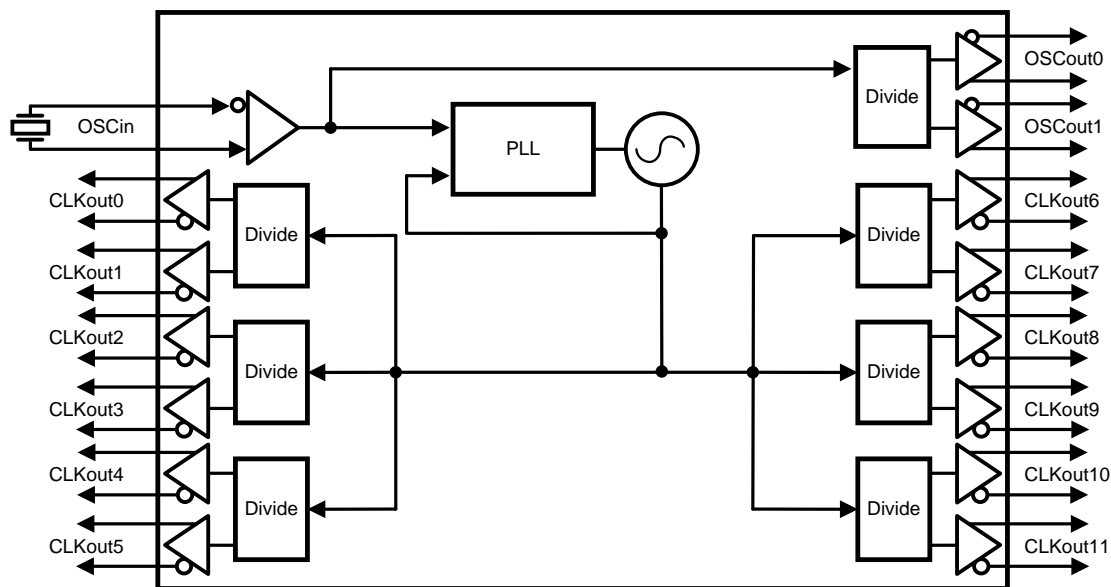 OSCout0
Divide
OSCin
PLL
OSCout1
CLKout0
Divide
Divide
CLKout6
CLKout1
CLKout7
CLKout2
Divide
Divide
CLKout8
CLKout3
CLKout9
CLKout4
Divide
Divide
CLKout10
CLKout5
CLKout11